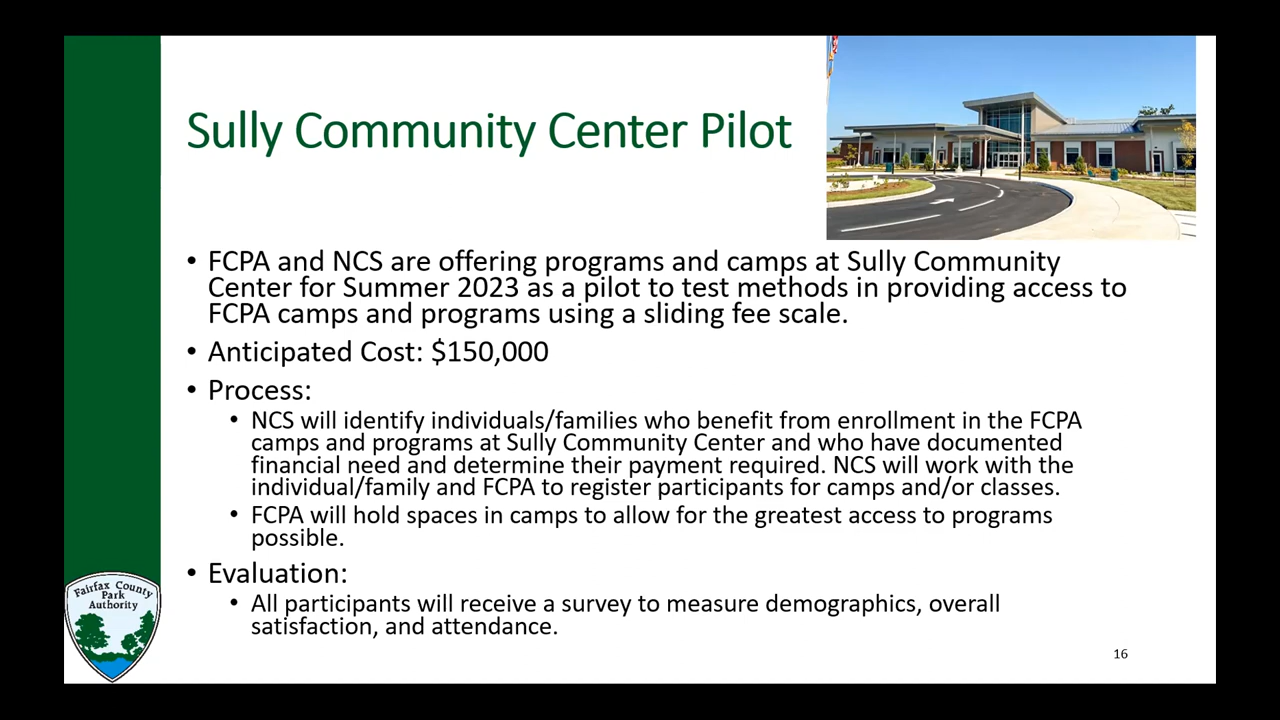 Sully Community Center Pilot
• FCPA and NCS are offering programs and camps at Sully Community
Center for Summer 2023 as a pilot to test methods in providing access to
FCPA camps and programs using a sliding fee scale.
• Anticipated Cost: $150,000
• Process:
• NCS will identify individuals/families who benefit from enrollment in the FCPA
camps and programs at Sully Community Center and who have documented
financial need and determine their payment required. NCS will work with the
individual/family and FCPA to register participants for camps and/or classes.
• FCPA will hold spaces in camps to allow for the greatest access to programs
possible.
• Evaluation:
• All participants will receive a survey to measure demographics, overall
satisfaction, and attendance.
Fairfax County
Park
Authority
16